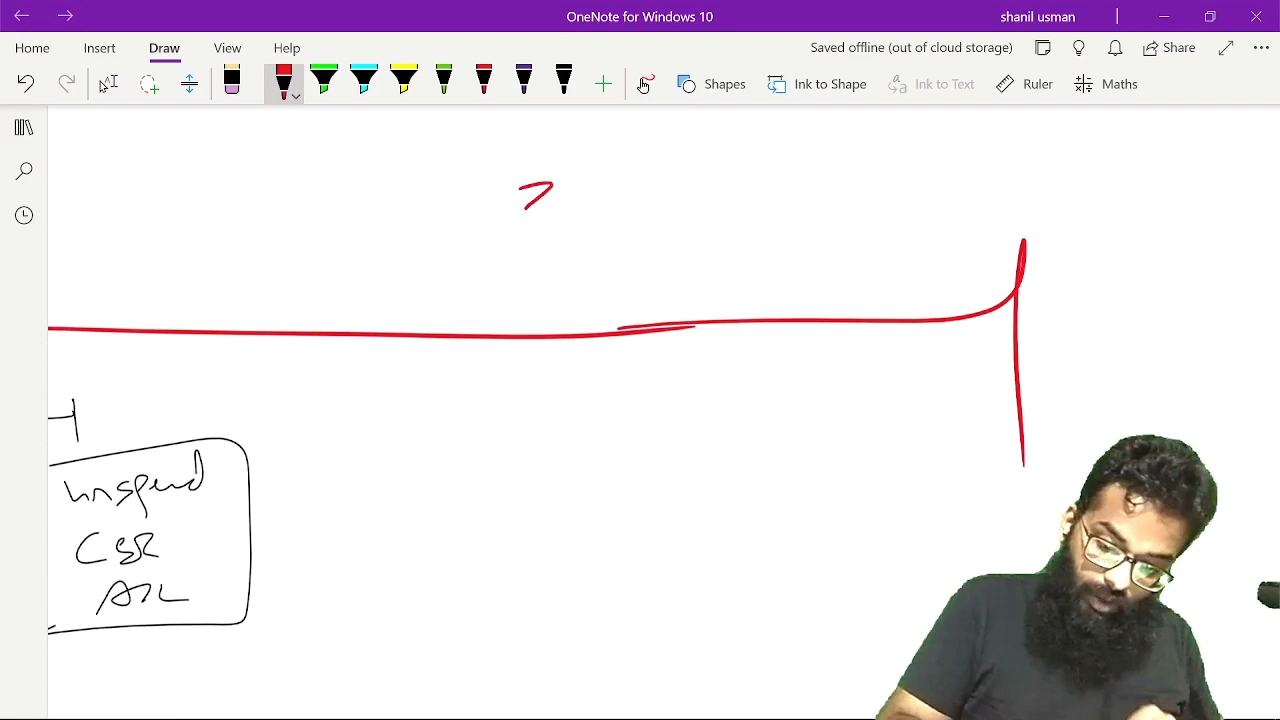 OneNote for Windows 10
shanil usman
Home Insert Draw View Help
Saved offline (out of cloud storage) Share
Shapes Ink to Shape Ink to Text Ruler Maths
unspend
CSR